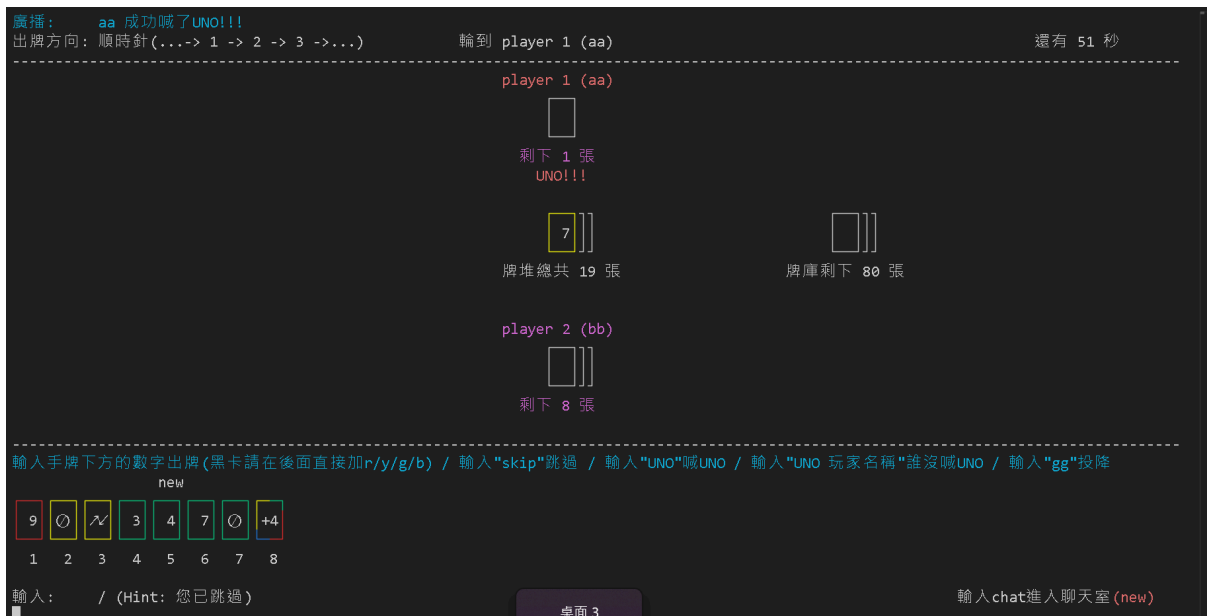 廣播: aa 成功喊了UNO!!!
出牌方向: 順時針(...-> 1 -> 2 -> 3 ->...) 輪到 player 1 (aa) 還有 51 秒
player 1 (aa)
剩下 1 張
UNO!!!
7
牌堆總共 19 張 牌庫剩下 80 張
player 2 (bb)
剩下 8 張
輸入手牌下方的數字出牌(黑卡請在後面直接加r/y/g/b) / 輸入"skip"跳過 / 輸入"UNO"喊UNO / 輸入"UNO 玩家名稱"誰沒喊UNO / 輸入"gg"投降
new
9 ∅ ↗↙ 3 4 7 ∅ +4
1 2 3 4 5 6 7 8
輸入: / (Hint: 您已跳過) 輸入chat進入聊天室(new)
桌面 3